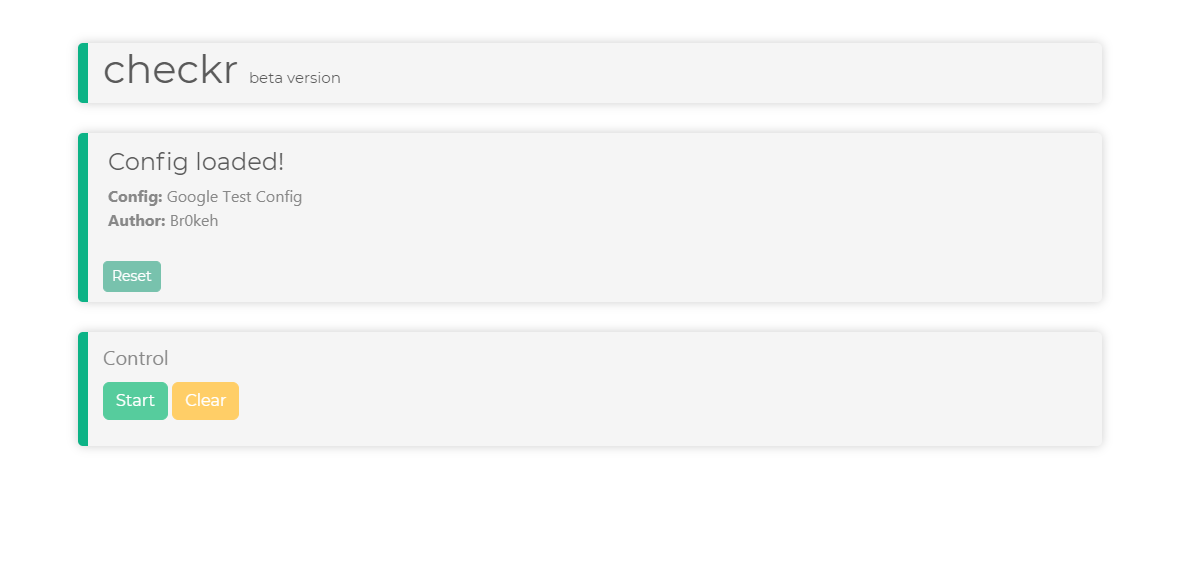 checkr beta version
Config loaded!
Config: Google Test Config
Author: Br0keh
Reset
Control
Start Clear